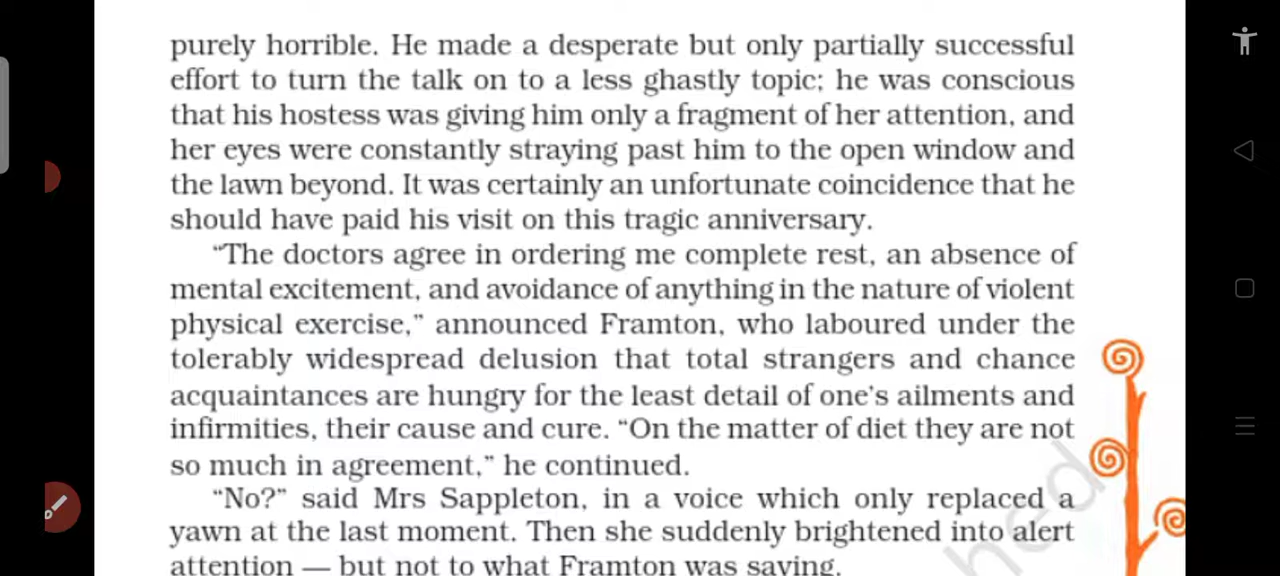 purely horrible. He made a desperate but only partially successful
effort to turn the talk on to a less ghastly topic; he was conscious
that his hostess was giving him only a fragment of her attention, and
her eyes were constantly straying past him to the open window and
the lawn beyond. It was certainly an unfortunate coincidence that he
should have paid his visit on this tragic anniversary.
“The doctors agree in ordering me complete rest, an absence of
mental excitement, and avoidance of anything in the nature of violent
physical exercise,” announced Framton, who laboured under the
tolerably widespread delusion that total strangers and chance
acquaintances are hungry for the least detail of one’s ailments and
infirmities, their cause and cure. “On the matter of diet they are not
so much in agreement,” he continued.
“No?” said Mrs Sappleton, in a voice which only replaced a
yawn at the last moment. Then she suddenly brightened into alert
attention — but not to what Framton was saying.